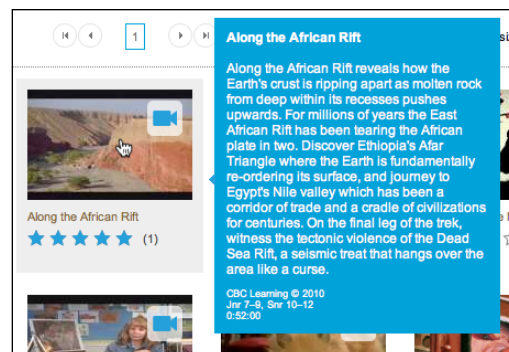 1
Along the African Rift
Along the African Rift reveals how the
Earth's crust is ripping apart as molten rock
from deep within its recesses pushes
upwards. For millions of years the East
African Rift has been tearing the African
plate in two. Discover Ethiopia's Afar
Triangle where the Earth is fundamentally
re-ordering its surface, and journey to
Egypt's Nile valley which has been a
corridor of trade and a cradle of civilizations
for centuries. On the final leg of the trek,
witness the tectonic violence of the Dead
Sea Rift, a seismic treat that hangs over the
area like a curse.
CBC Learning © 2010
Jnr 7–9, Snr 10–12
0:52:00
Along the African Rift
(1)